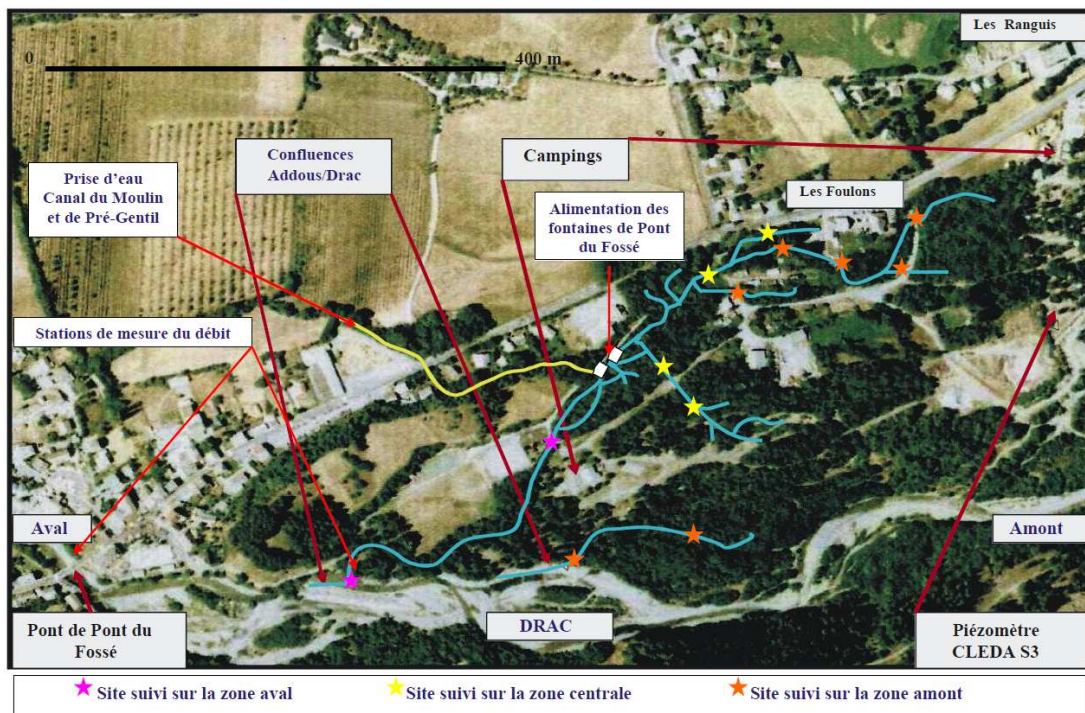 Les Ranguis
0
400 m
Confluences
Addous/Drac
Campings
Prise d'eau
Canal du Moulin
et de Pré-Gentil
Alimentation des
fontaines de Pont
du Fossé
Les Foulons
Stations de mesure du débit
Aval
Amont
Pont de Pont du
Fossé
DRAC
Piézomètre
CLEDA S3
Site suivi sur la zone aval
Site suivi sur la zone centrale
Site suivi sur la zone amont